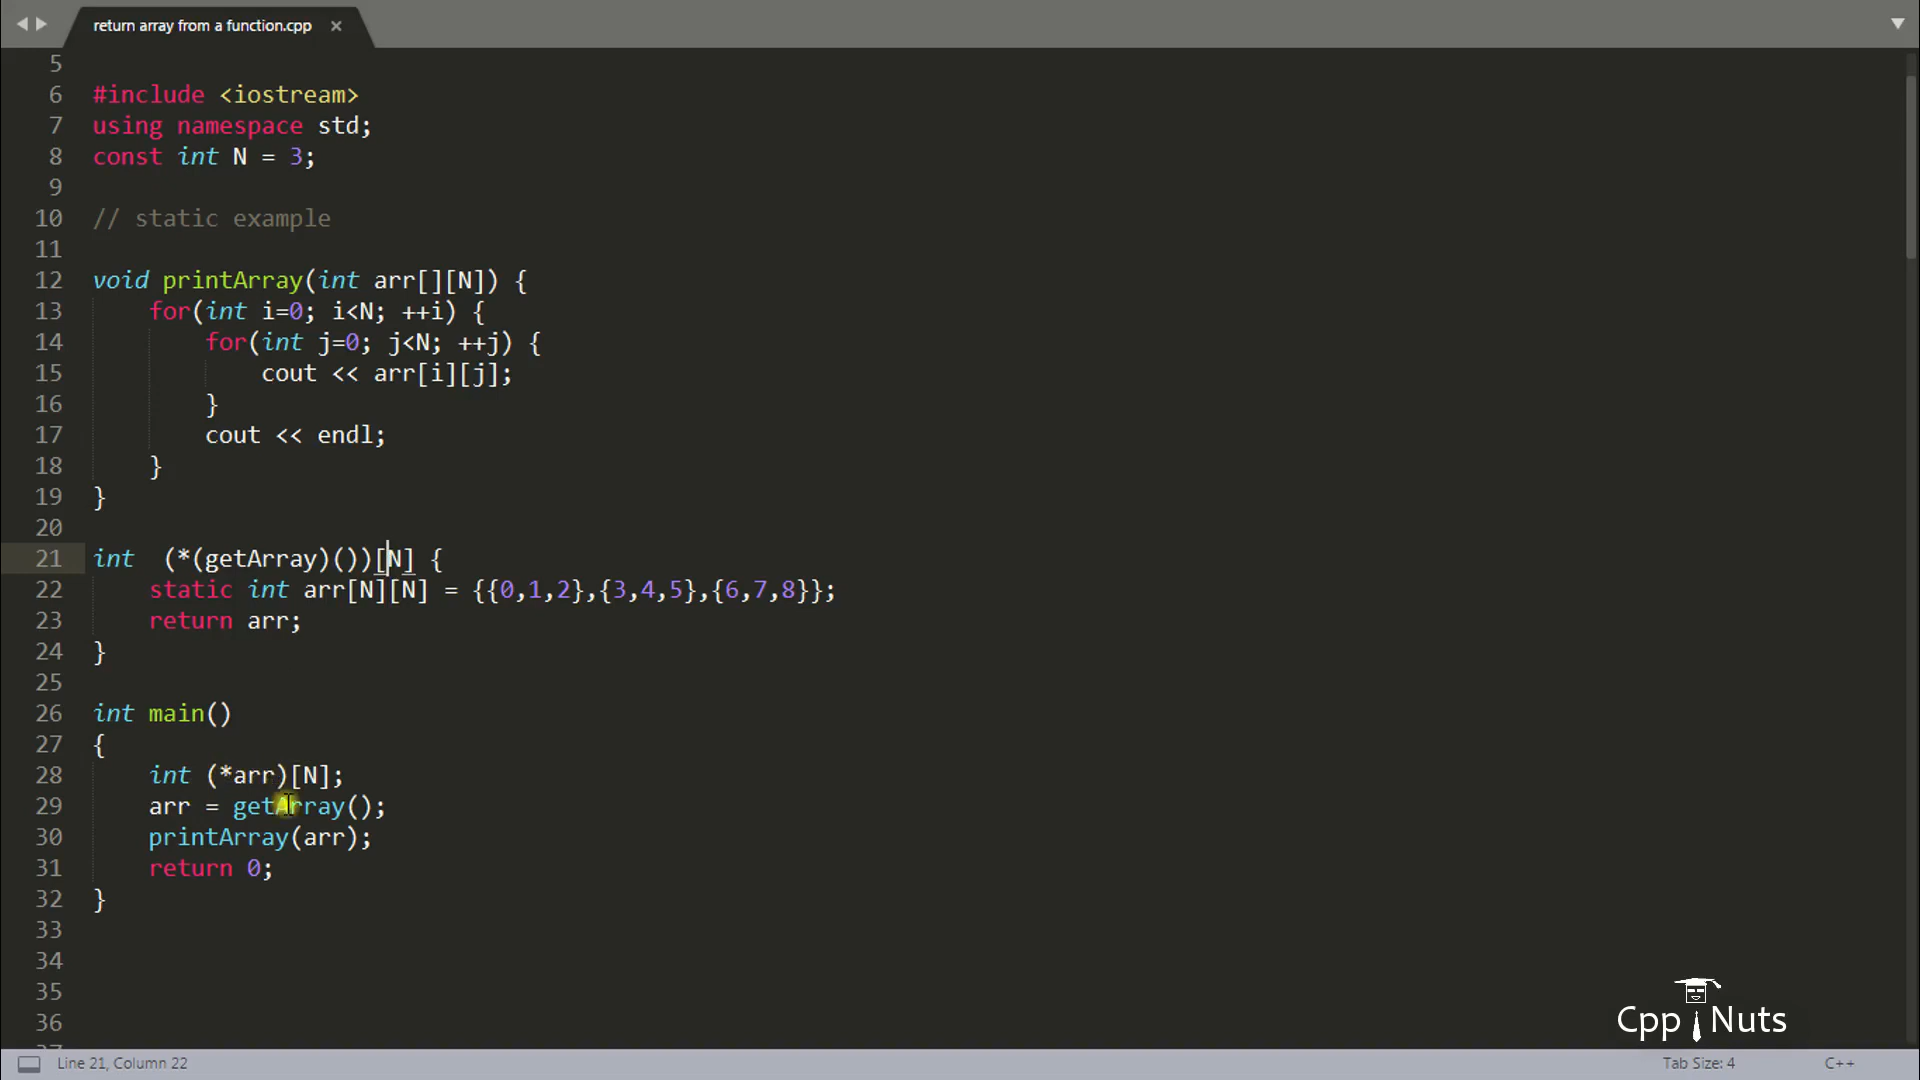 return array from a function.cpp ×
5
6 #include <iostream>
7 using namespace std;
8 const int N = 3;
9
10 // static example
11
12 void printArray(int arr[][N]) {
13     for(int i=0; i<N; ++i) {
14         for(int j=0; j<N; ++j) {
15             cout << arr[i][j];
16         }
17         cout << endl;
18     }
19 }
20
21 int  (*(getArray)())[N] {
22     static int arr[N][N] = {{0,1,2},{3,4,5},{6,7,8}};
23     return arr;
24 }
25
26 int main()
27 {
28     int (*arr)[N];
29     arr = getArray();
30     printArray(arr);
31     return 0;
32 }
33
34
35
36
Cpp Nuts
Line 21, Column 22 Tab Size: 4 C++